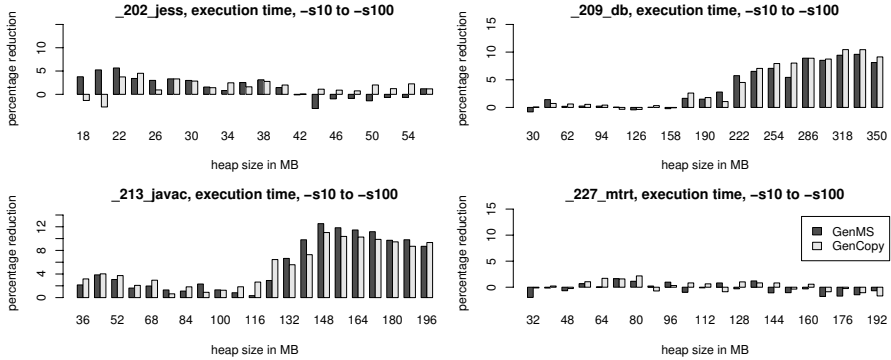 _202_jess, execution time, −s10 to −s100
percentage reduction
0 5 10
18 22 26 30 34 38 42 46 50 54
heap size in MB
_209_db, execution time, −s10 to −s100
percentage reduction
0 5 10 15
30 62 94 126 158 190 222 254 286 318 350
heap size in MB
_213_javac, execution time, −s10 to −s100
percentage reduction
0 4 8 12
36 52 68 84 100 116 132 148 164 180 196
heap size in MB
_227_mtrt, execution time, −s10 to −s100
percentage reduction
0 5 10 15
32 48 64 80 96 112 128 144 160 176 192
heap size in MB
GenMS
GenCopy